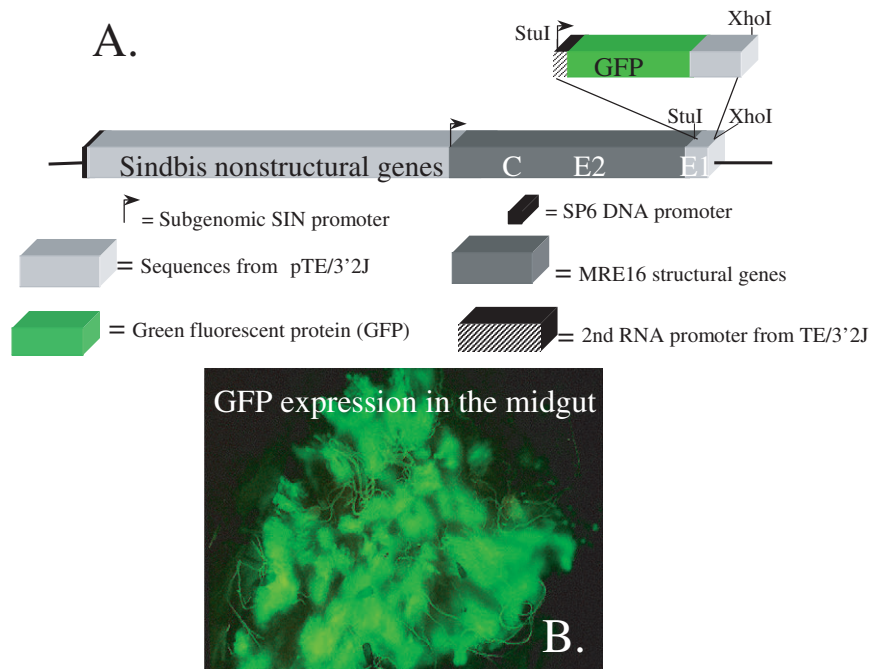 A.
StuI
XhoI
GFP
StuI
XhoI
Sindbis nonstructural genes
C
E2
E1
= Subgenomic SIN promoter
= SP6 DNA promoter
= Sequences from pTE/3'2J
= MRE16 structural genes
= Green fluorescent protein (GFP)
= 2nd RNA promoter from TE/3'2J
GFP expression in the midgut
B.